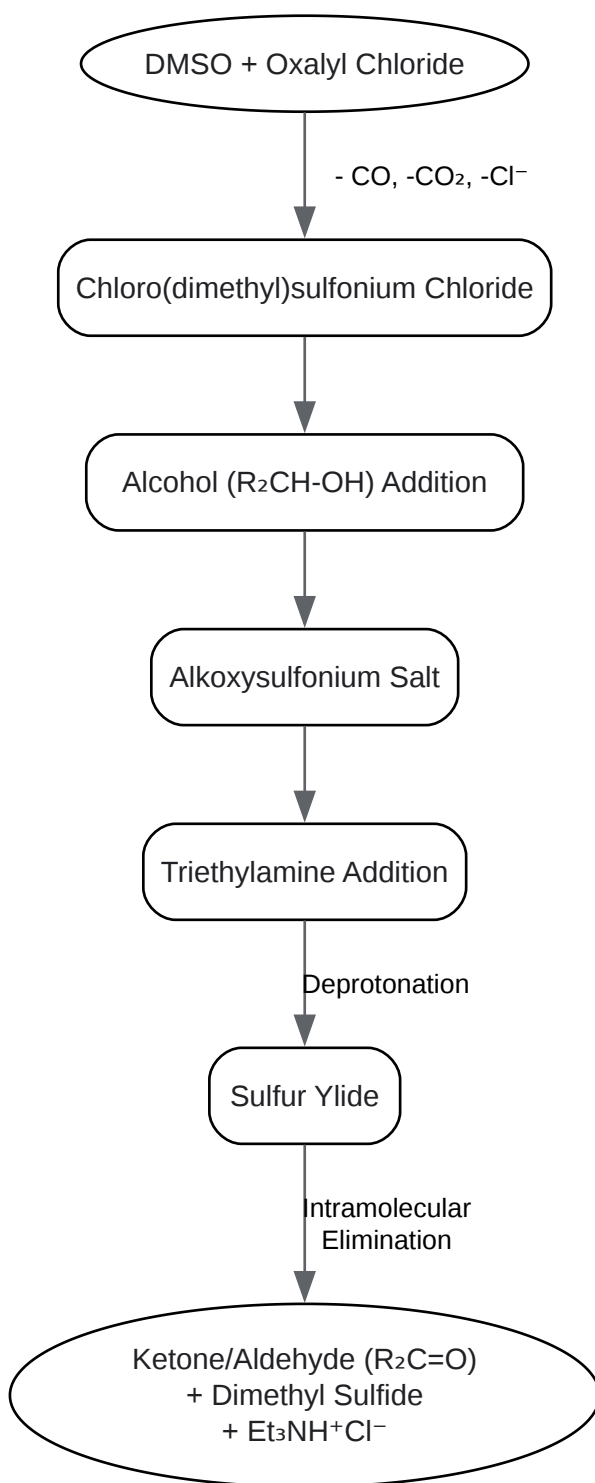 DMSO + Oxalyl Chloride
- CO, -CO₂, -Cl⁻
Chloro(dimethyl)sulfonium Chloride
Alcohol (R₂CH-OH) Addition
Alkoxysulfonium Salt
Triethylamine Addition
Deprotonation
Sulfur Ylide
Intramolecular
Elimination
Ketone/Aldehyde (R₂C=O)
+ Dimethyl Sulfide
+ Et₃NH⁺Cl⁻